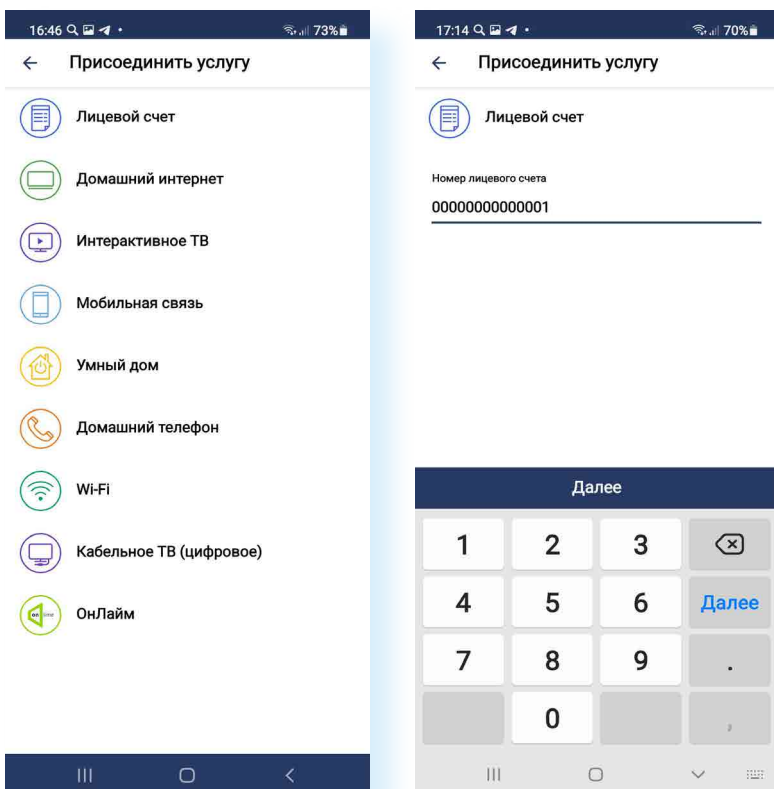 16:46
73%
Присоединить услугу
Лицевой счет
Домашний интернет
Интерактивное ТВ
Мобильная связь
Умный дом
Домашний телефон
Wi-Fi
Кабельное ТВ (цифровое)
on lime
ОнЛайм
17:14
70%
Присоединить услугу
Лицевой счет
Номер лицевого счета
00000000000001
Далее
1 2 3
4 5 6 Далее
7 8 9 .
0 ,